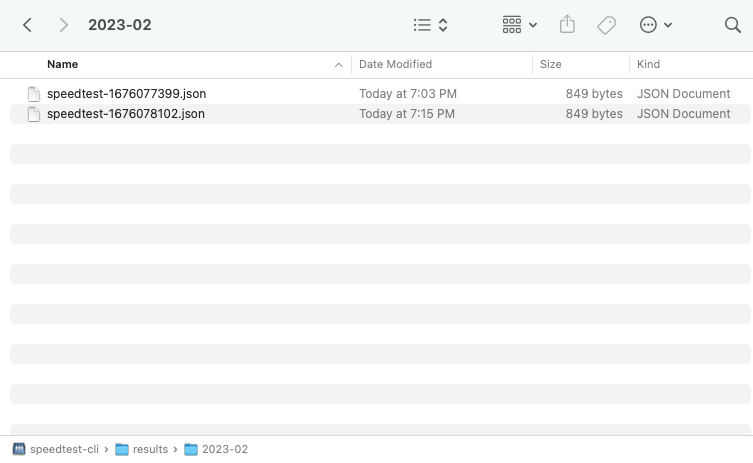 2023-02
Name Date Modified Size Kind
speedtest-1676077399.json Today at 7:03 PM 849 bytes JSON Document
speedtest-1676078102.json Today at 7:15 PM 849 bytes JSON Document
speedtest-cli › results › 2023-02